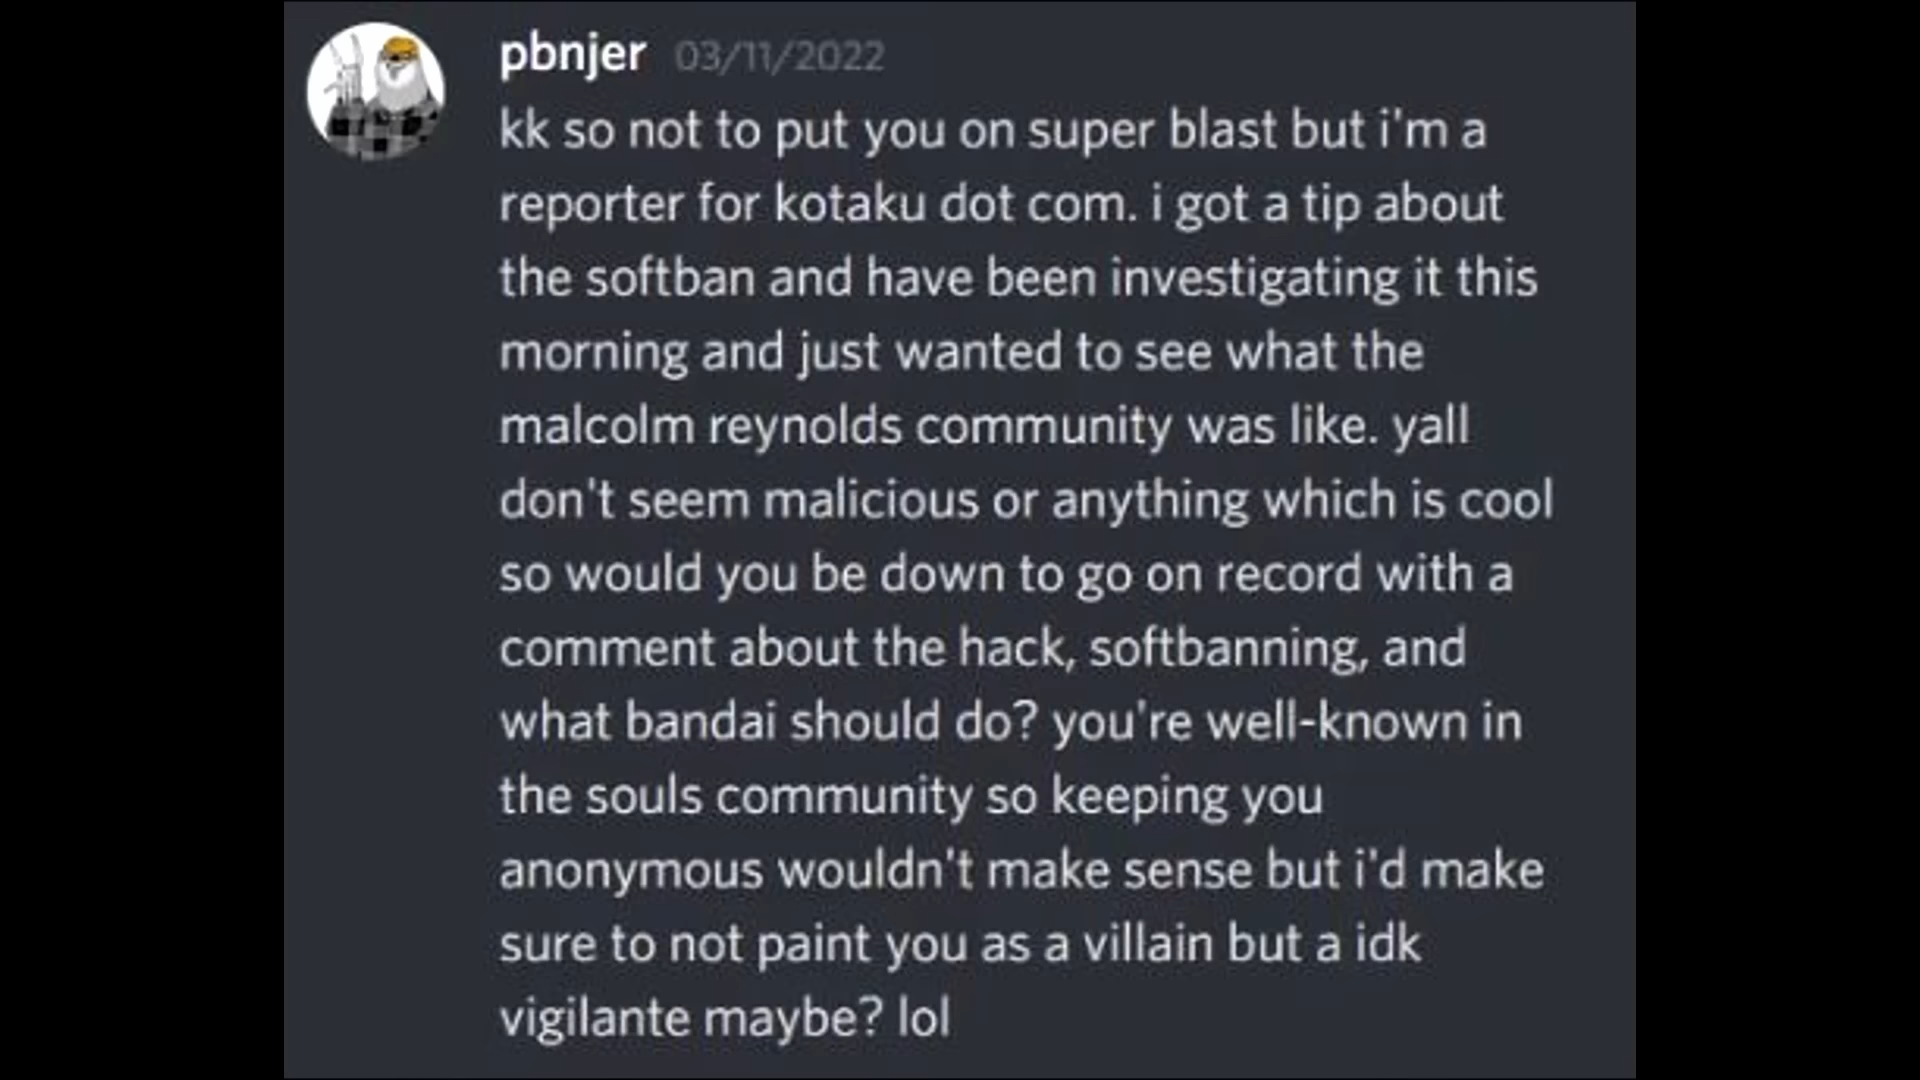 pbnjer 03/11/2022
kk so not to put you on super blast but i'm a
reporter for kotaku dot com. i got a tip about
the softban and have been investigating it this
morning and just wanted to see what the
malcolm reynolds community was like. yall
don't seem malicious or anything which is cool
so would you be down to go on record with a
comment about the hack, softbanning, and
what bandai should do? you're well-known in
the souls community so keeping you
anonymous wouldn't make sense but i'd make
sure to not paint you as a villain but a idk
vigilante maybe? lol